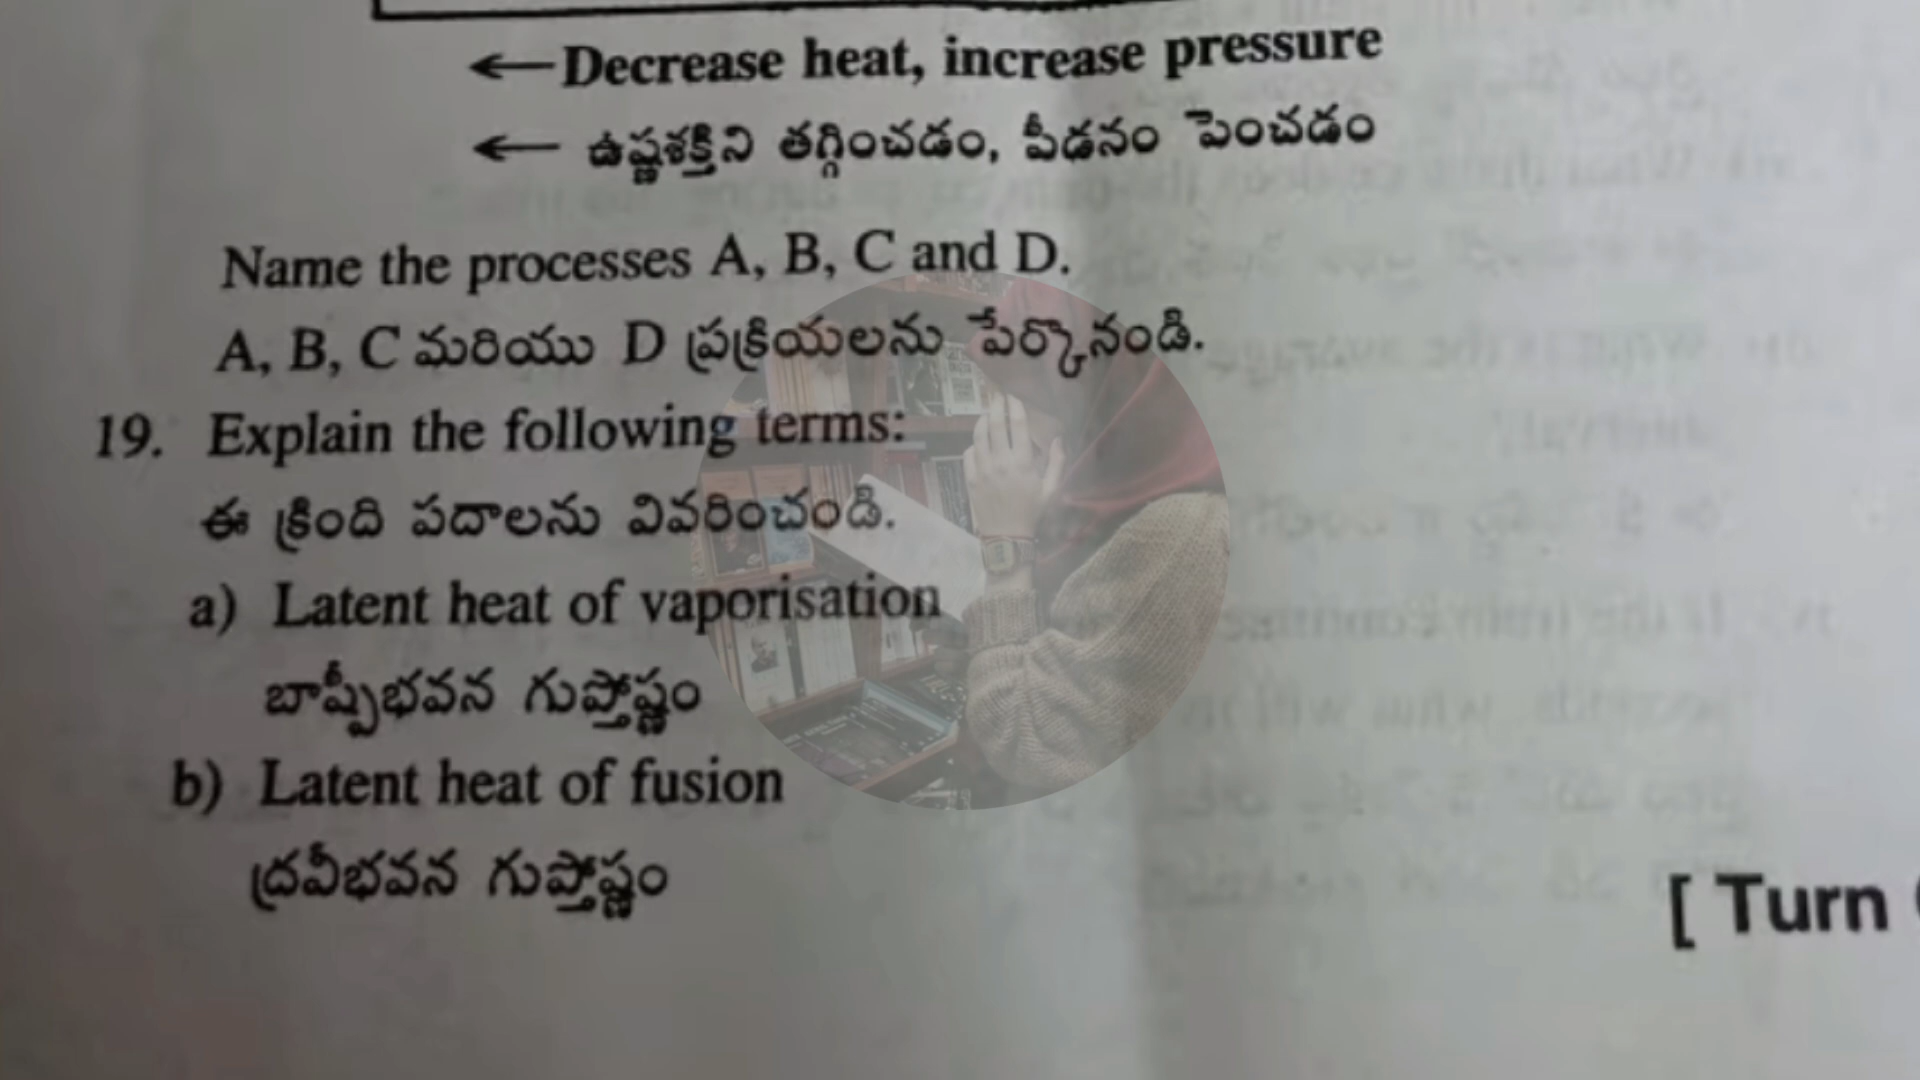 ←Decrease heat, increase pressure
← ఉష్ణశక్తిని తగ్గించడం, పీడనం పెంచడం
Name the processes A, B, C and D.
A, B, C మరియు D ప్రక్రియలను పేర్కొనండి.
19. Explain the following terms:
ఈ క్రింది పదాలను వివరించండి.
a) Latent heat of vaporisation
బాష్పీభవన గుప్తోష్ణం
b) Latent heat of fusion
ద్రవీభవన గుప్తోష్ణం
[ Turn